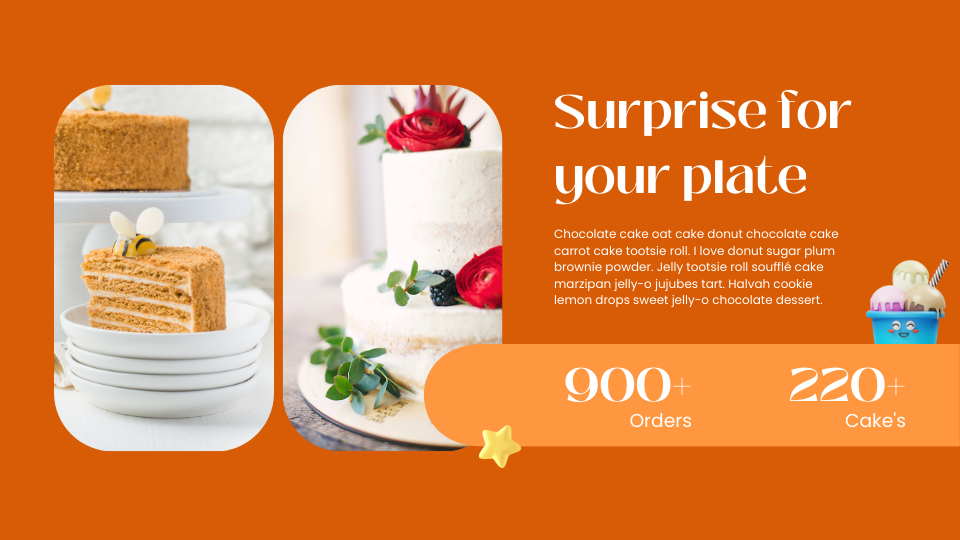 Surprise for
your plate
Chocolate cake oat cake donut chocolate cake
carrot cake tootsie roll. I love donut sugar plum
brownie powder. Jelly tootsie roll soufflé cake
marzipan jelly-o jujubes tart. Halvah cookie
lemon drops sweet jelly-o chocolate dessert.
900+
Orders
220+
Cake's